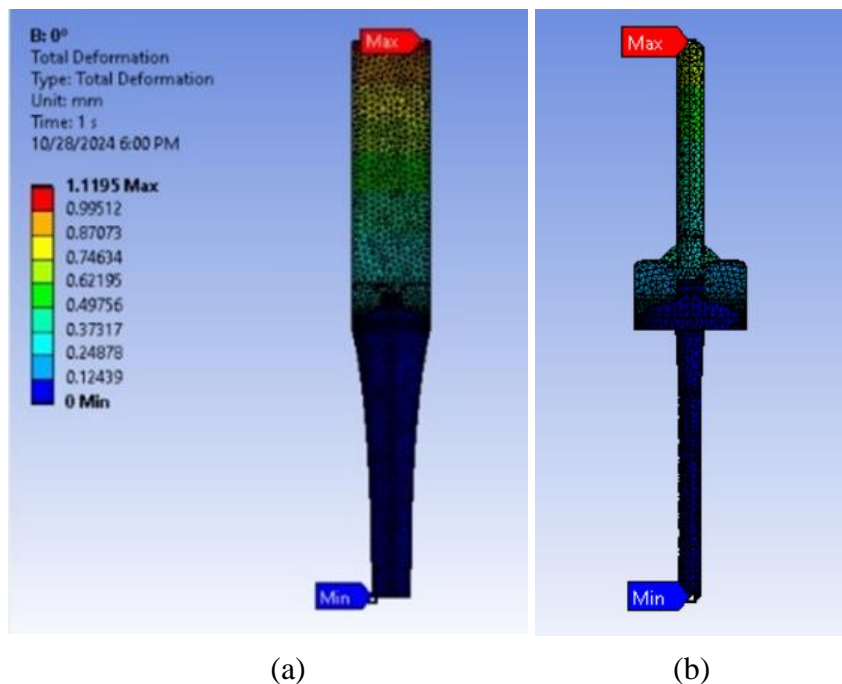 B: 0°
Total Deformation
Type: Total Deformation
Unit: mm
Time: 1 s
10/28/2024 6:00 PM
1.1195 Max
0.99512
0.87073
0.74634
0.62195
0.49756
0.37317
0.24878
0.12439
0 Min
Max
Min
Max
Min
(a)
(b)